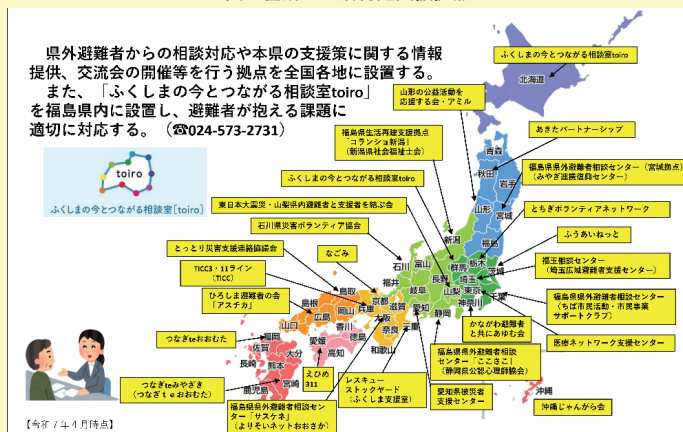 県外避難者からの相談対応や本県の支援策に関する情報
提供、交流会の開催等を行う拠点を全国各地に設置する。
また、「ふくしまの今とつながる相談室toiro」
を福島県内に設置し、避難者が抱える課題に
適切に対応する。（☎024-573-2731）
toiro
ふくしまの今とつながる相談室[toiro]
ふくしまの今とつながる相談室toiro
北海道
山形の公益活動を
応援する会・アミル
あきたパートナーシップ
福島県生活再建支援拠点
「コランショ新潟」
（新潟県社会福祉士会）
福島県県外避難者相談センター（宮城拠点）
（みやぎ連携復興センター）
ふくしまの今とつながる相談室toiro
とちぎボランティアネットワーク
東日本大震災・山梨県内避難者と支援者を結ぶ会
ふうあいねっと
石川県災害ボランティア協会
福玉相談センター
（埼玉広域避難者支援センター）
とっとり災害支援連絡協議会
なごみ
TICC3・11ライン
（TICC）
福島県県外避難者相談センター
（ちば市民活動・市民事業
サポートクラブ）
ひろしま避難者の会
「アスチカ」
かながわ避難者
と共にあゆむ会
医療ネットワーク支援センター
つなぎteおおむた
福島県県外避難者相談
センター「ここさこ」
（静岡県公認心理師協会）
えひめ
311
レスキュー
ストックヤード
（ふくしま支援室）
愛知県被災者
支援センター
つなぎteみやざき
（つなぎｔｅおおむた）
福島県県外避難者相談セン
ター「サスケネ」
（よりそいネットおおさか）
沖縄じゃんがら会
青森
秋田
岩手
山形
宮城
新潟
福島
石川
富山
群馬
栃木
茨城
長野
埼玉
福井
岐阜
山梨
東京
千葉
神奈川
静岡
愛知
三重
滋賀
京都
鳥取
兵庫
大阪
奈良
和歌山
島根
岡山
広島
山口
香川
徳島
愛媛
高知
福岡
佐賀
大分
長崎
熊本
宮崎
鹿児島
沖縄
【令和７年４月時点】